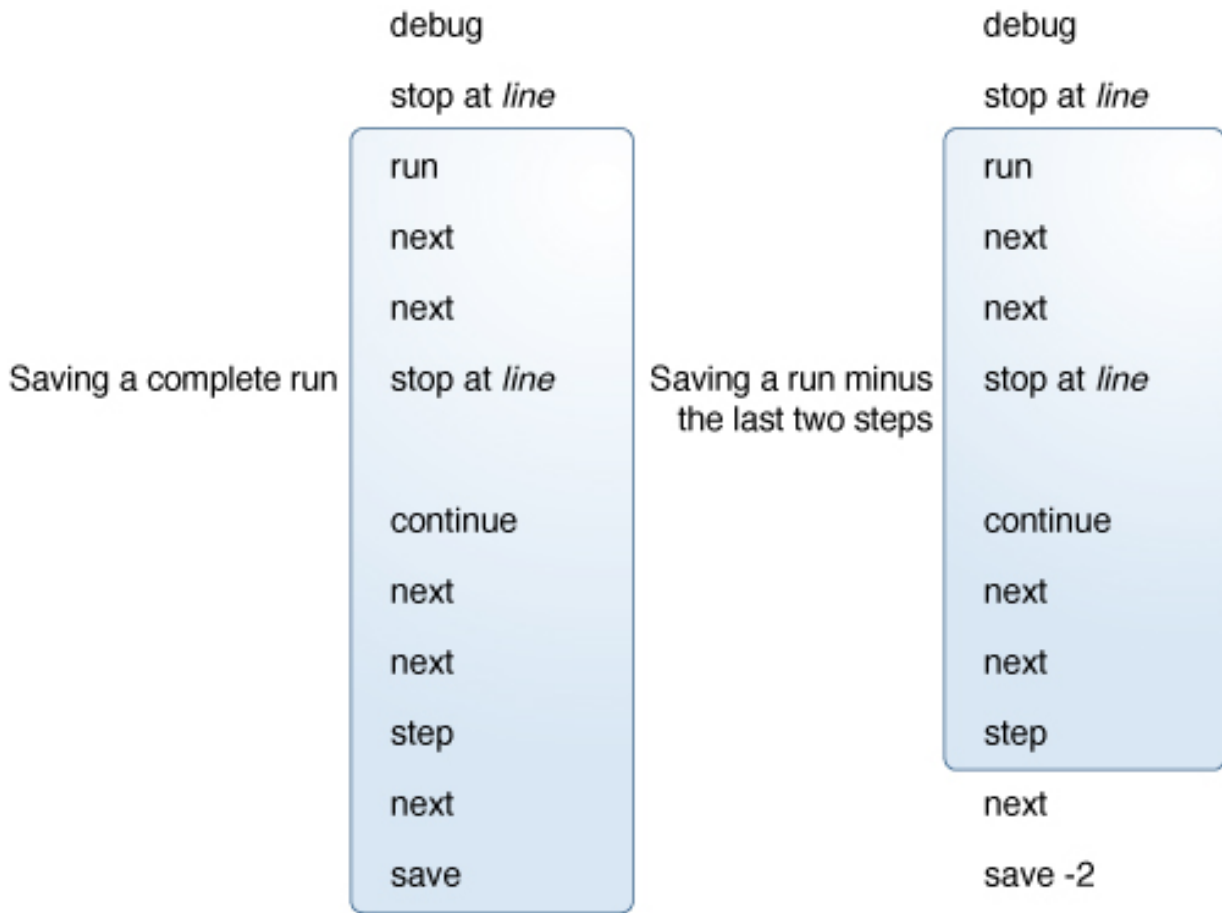 debug
stop at line
run
next
next
Saving a complete run
stop at line
continue
next
next
step
next
save
debug
stop at line
run
next
next
Saving a run minus
the last two steps
stop at line
continue
next
next
step
next
save -2